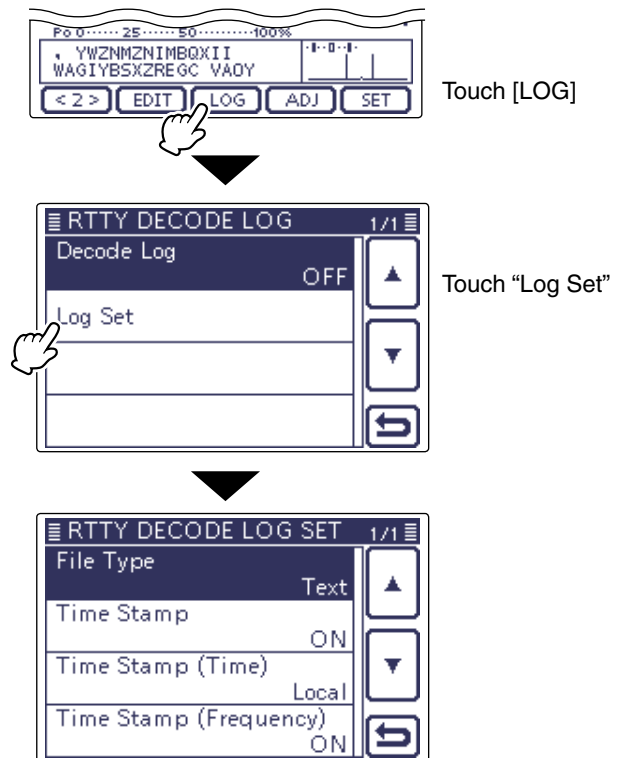 Po 0······25······50·········100%
, YWZNMZNIMBQXII
WAGIYBSXZREGC VAOY
<2> EDIT LOG ADJ SET
Touch [LOG]
RTTY DECODE LOG 1/1
Decode Log
OFF
Touch “Log Set”
Log Set
RTTY DECODE LOG SET 1/1
File Type
Text
Time Stamp
ON
Time Stamp (Time)
Local
Time Stamp (Frequency)
ON